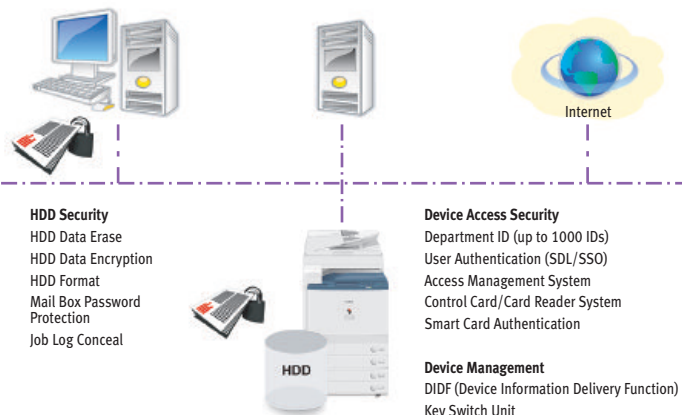 Internet
HDD Security
HDD Data Erase
HDD Data Encryption
HDD Format
Mail Box Password
Protection
Job Log Conceal
HDD
Device Access Security
Department ID (up to 1000 IDs)
User Authentication (SDL/SSO)
Access Management System
Control Card/Card Reader System
Smart Card Authentication
Device Management
DIDF (Device Information Delivery Function)
Key Switch Unit